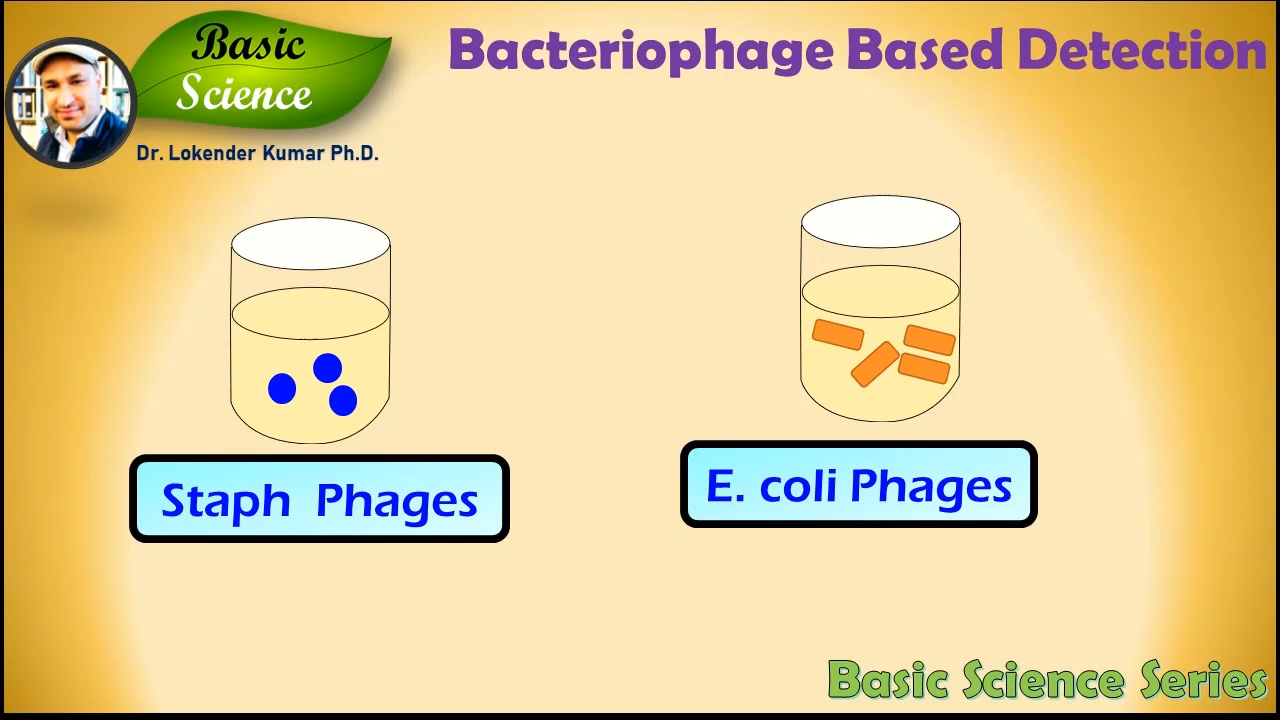 Basic
Science
Dr. Lokender Kumar Ph.D.
Bacteriophage Based Detection
Staph Phages
E. coli Phages
Basic Science Series